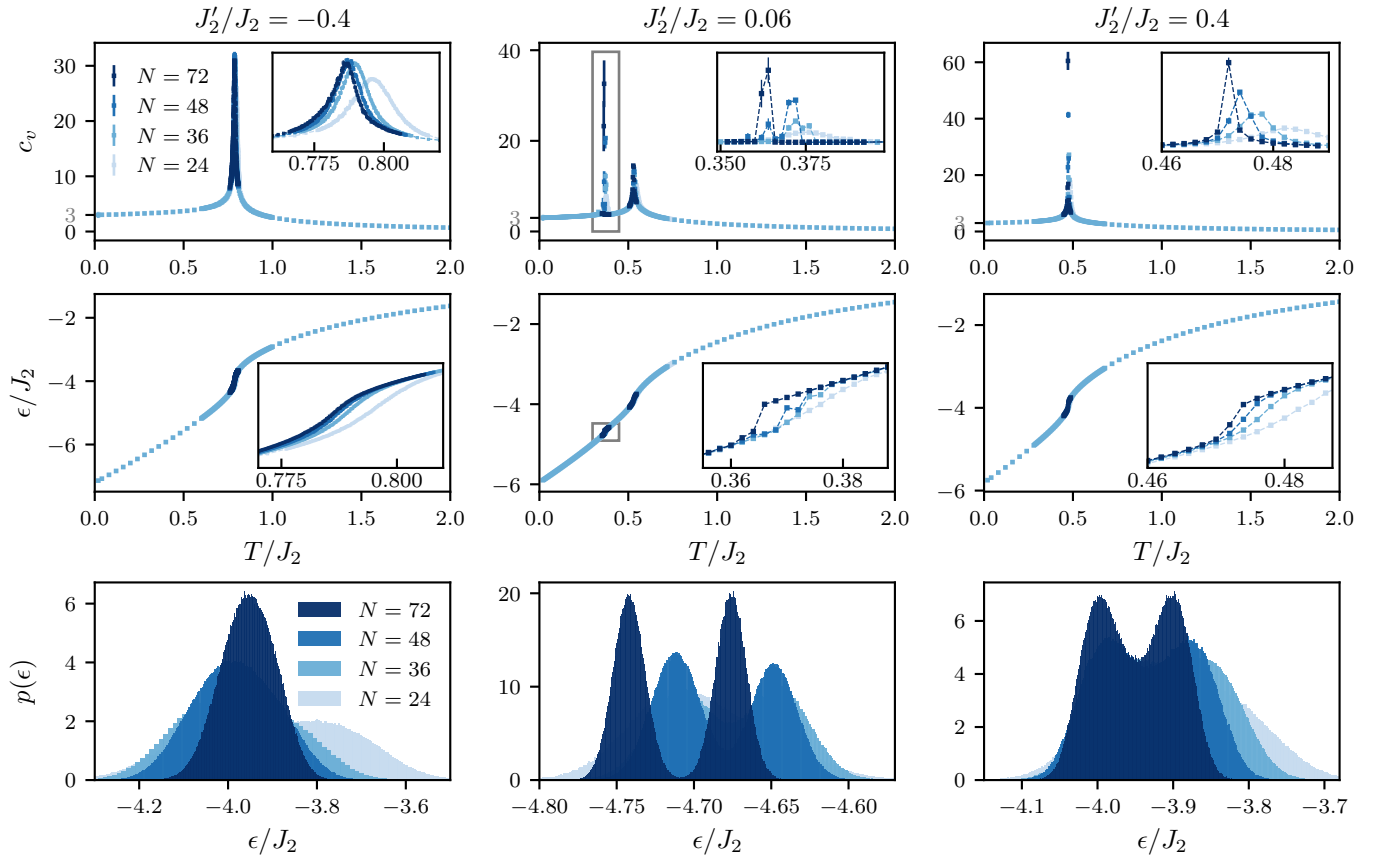 J′₂/J₂ = −0.4
J′₂/J₂ = 0.06
J′₂/J₂ = 0.4
c_v
30
20
10
3
0
N = 72
N = 48
N = 36
N = 24
0.775 0.800
0.0 0.5 1.0 1.5 2.0
40
20
3
0
0.350 0.375
0.0 0.5 1.0 1.5 2.0
60
40
20
3
0
0.46 0.48
0.0 0.5 1.0 1.5 2.0
ϵ/J₂
−2
−4
−6
0.775 0.800
0.0 0.5 1.0 1.5 2.0
T/J₂
−2
−4
−6
0.36 0.38
0.0 0.5 1.0 1.5 2.0
T/J₂
−2
−4
−6
0.46 0.48
0.0 0.5 1.0 1.5 2.0
T/J₂
p(ϵ)
6
4
2
0
N = 72
N = 48
N = 36
N = 24
−4.2 −4.0 −3.8 −3.6
ϵ/J₂
20
10
0
−4.80 −4.75 −4.70 −4.65 −4.60
ϵ/J₂
6
4
2
0
−4.1 −4.0 −3.9 −3.8 −3.7
ϵ/J₂